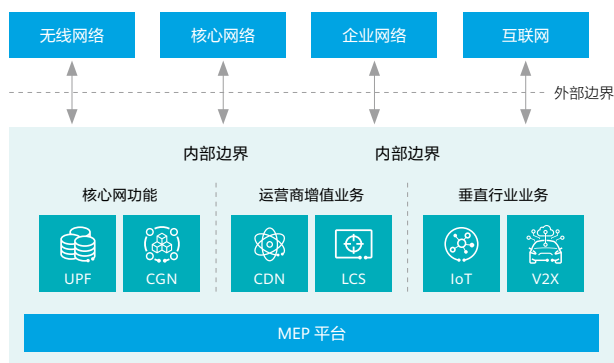 无线网络
核心网络
企业网络
互联网
外部边界
内部边界
内部边界
核心网功能
运营商增值业务
垂直行业业务
UPF
CGN
CDN
LCS
IoT
V2X
MEP 平台